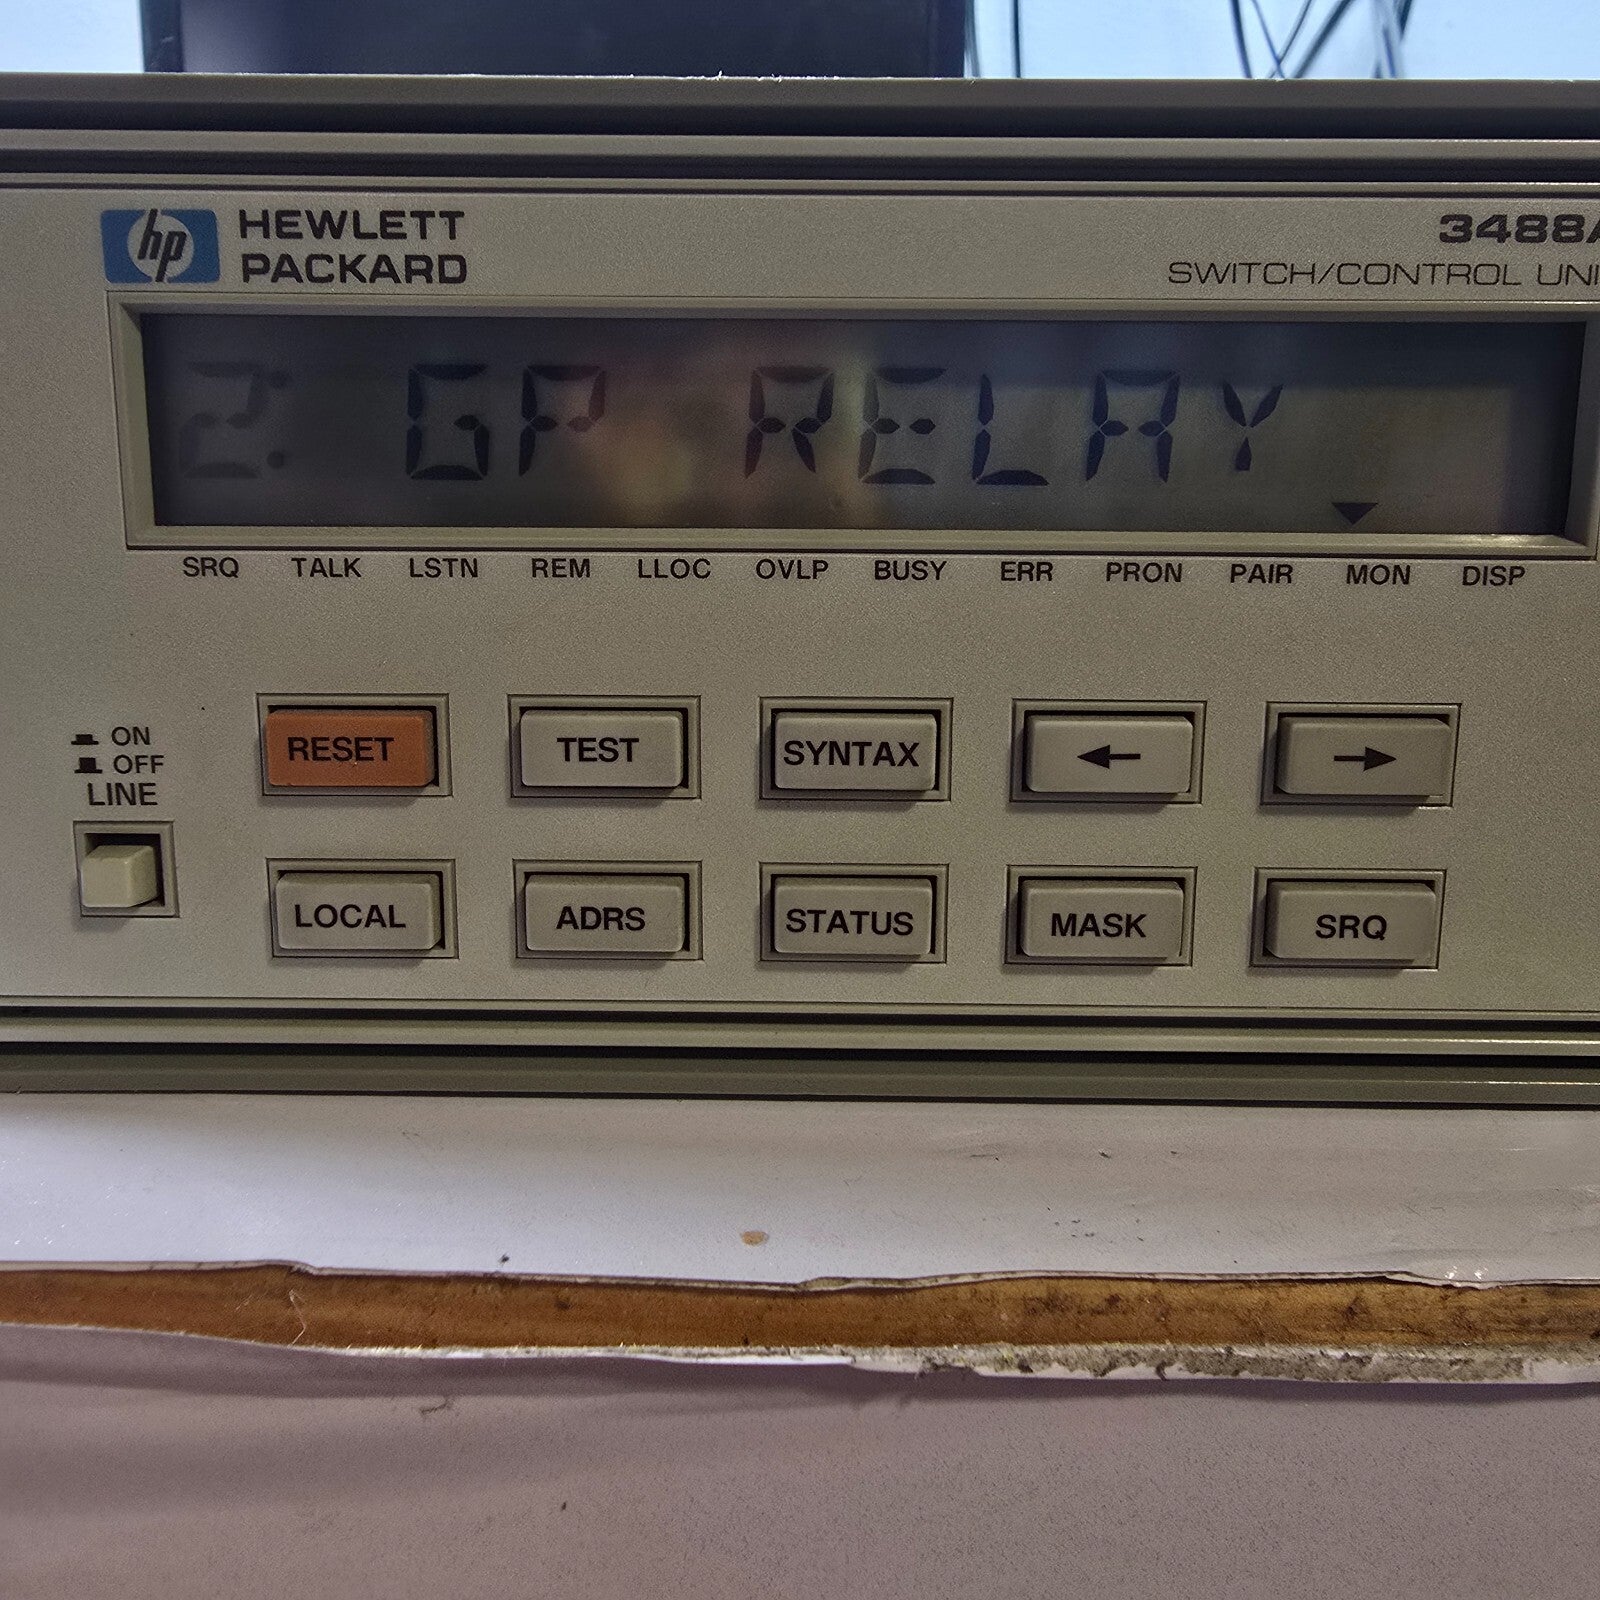 hp HEWLETT
PACKARD
3488A
SWITCH/CONTROL UNI
2: GP RELAY
SRQ TALK LSTN REM LLOC OVLP BUSY ERR PRON PAIR MON DISP
ON
OFF
LINE
RESET TEST SYNTAX ← →
LOCAL ADRS STATUS MASK SRQ